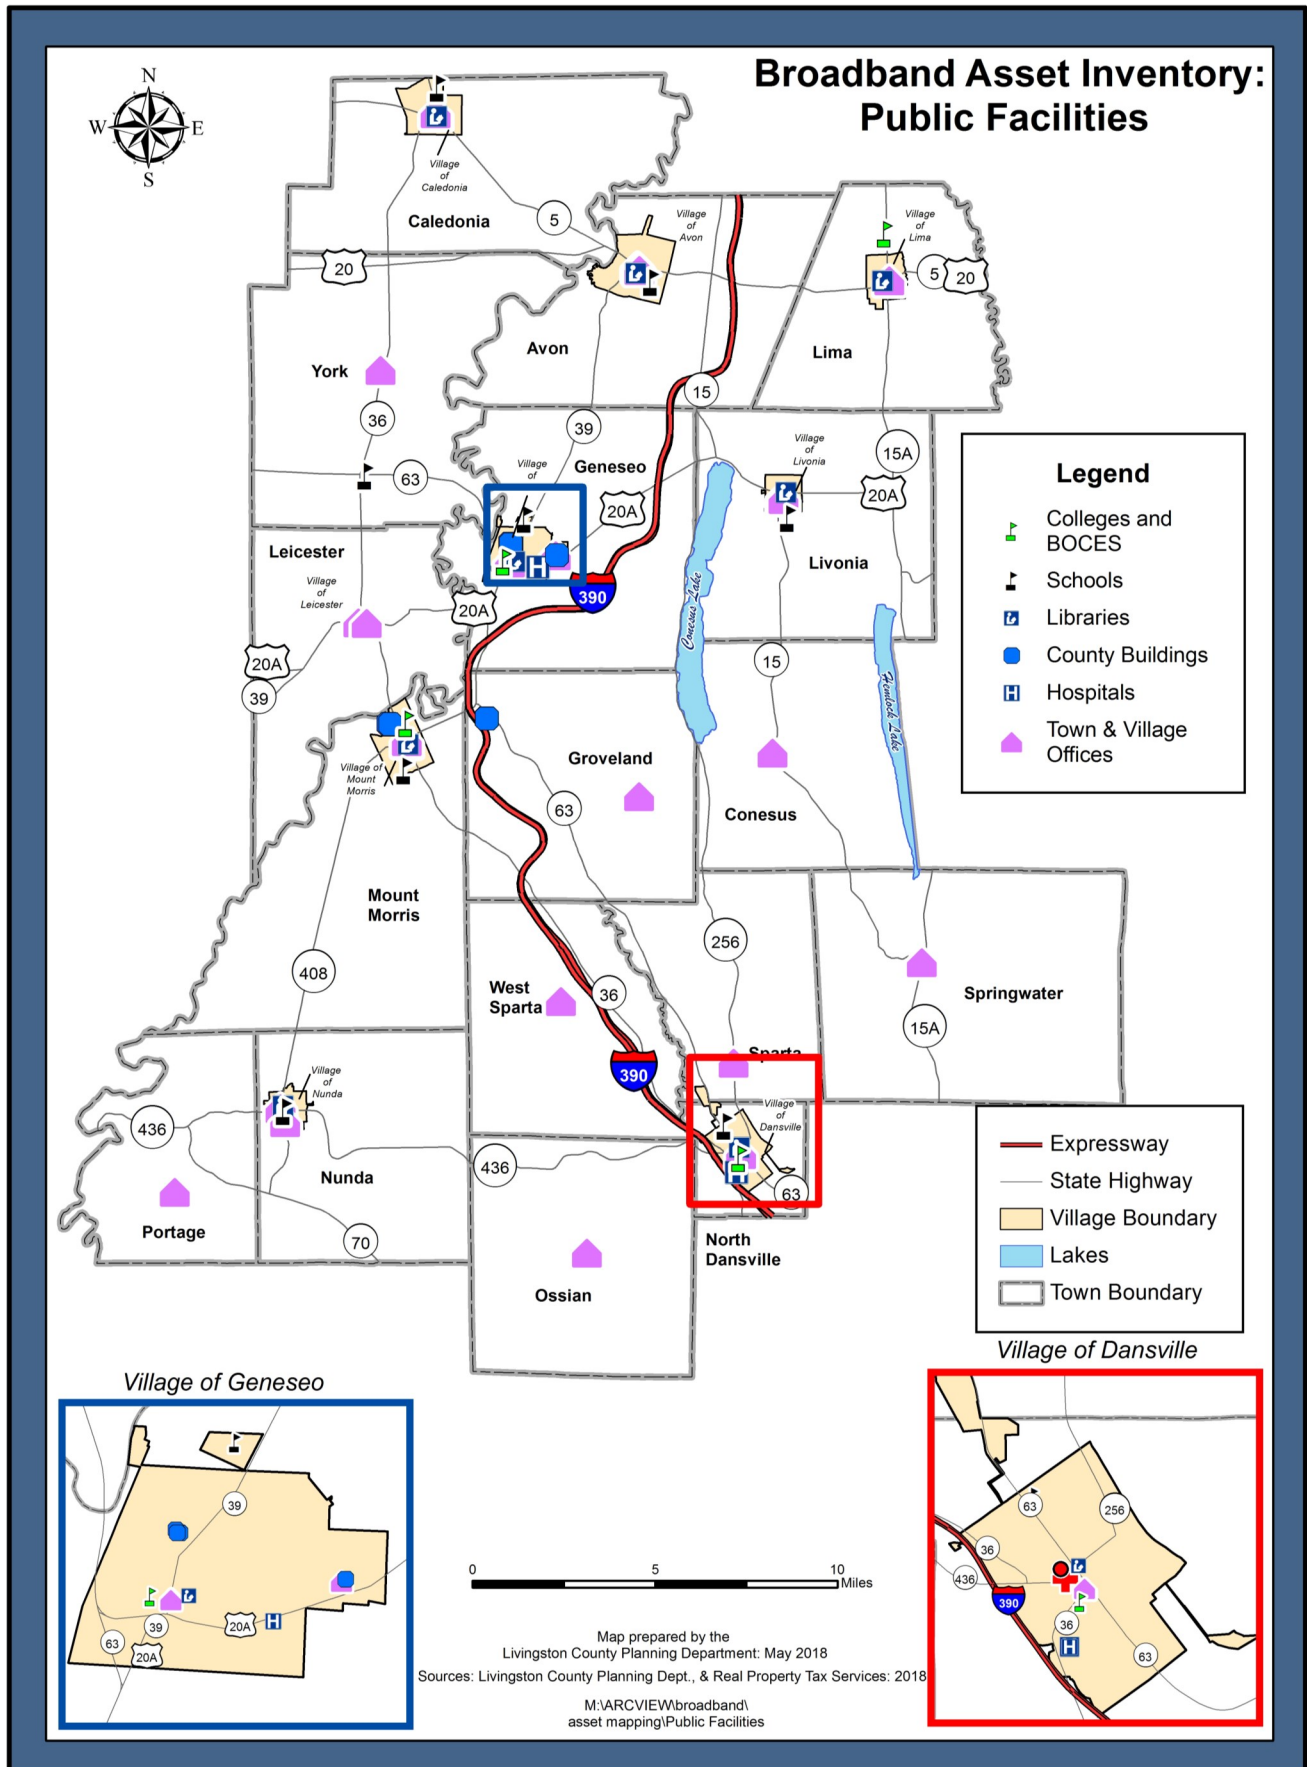 Broadband Asset Inventory:
Public Facilities
N
W
E
S
Village
of
Caledonia
Caledonia
5
20
Village
of
Avon
Village
of
Lima
5
20
Avon
Lima
York
15
36
39
63
Village
of
Geneseo
20A
Village
of
Livonia
15A
20A
Leicester
Livonia
Village
of
Leicester
H
390
20A
Conesus Lake
20A
39
15
Hemlock Lake
Village of
Mount
Morris
Groveland
63
Conesus
Mount
Morris
256
408
West
Sparta
36
Springwater
15A
390
Sparta
Village
of
Nunda
Village
of
Dansville
436
436
63
Nunda
Portage
70
North
Dansville
Ossian
Legend
Colleges and
BOCES
Schools
Libraries
County Buildings
H
Hospitals
Town & Village
Offices
Expressway
State Highway
Village Boundary
Lakes
Town Boundary
Village of Geneseo
39
39
20A
H
63
20A
Village of Dansville
63
256
36
436
390
36
H
63
0
5
10
Miles
Map prepared by the
Livingston County Planning Department: May 2018
Sources: Livingston County Planning Dept., & Real Property Tax Services: 2018
M:\ARCVIEW\broadband\
asset mapping\Public Facilities